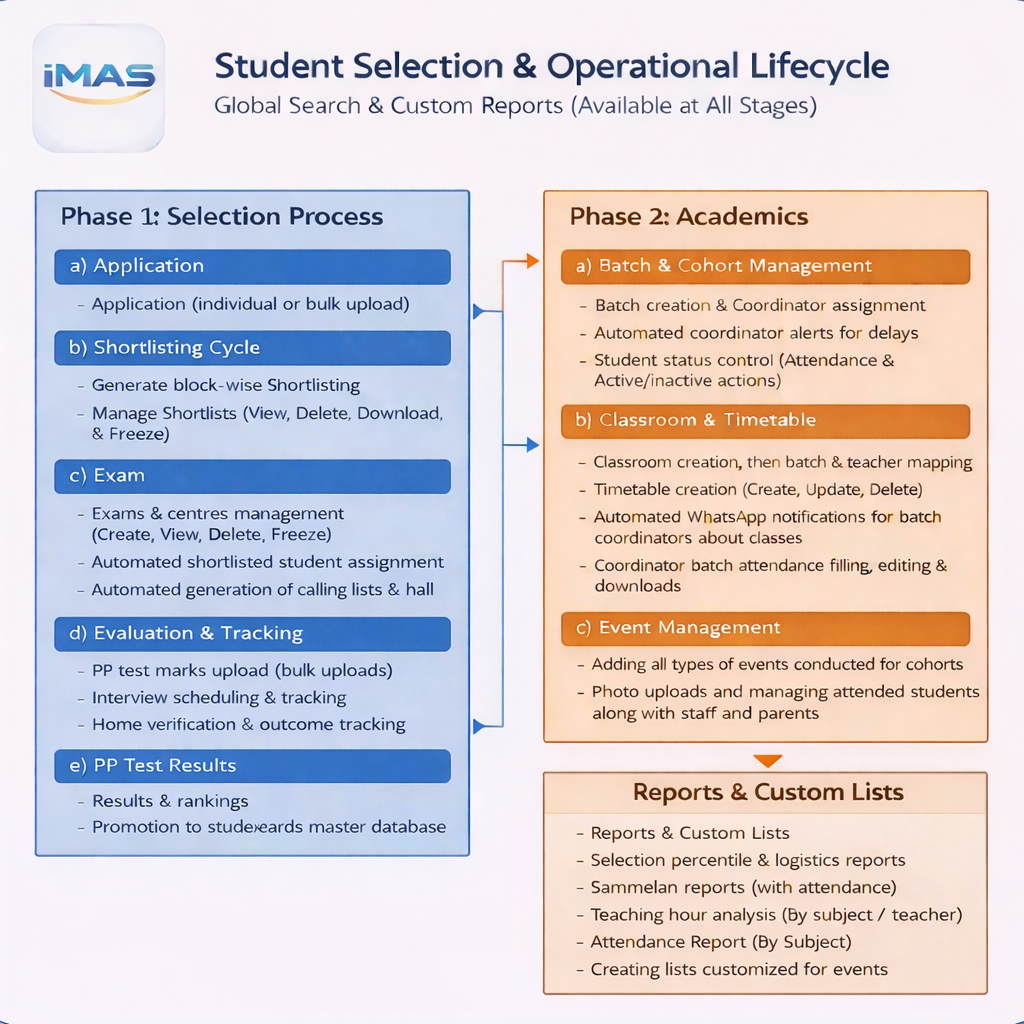 iMAS
Student Selection & Operational Lifecycle
Global Search & Custom Reports (Available at All Stages)
Phase 1: Selection Process
a) Application
- Application (individual or bulk upload)
b) Shortlisting Cycle
- Generate block-wise Shortlisting
- Manage Shortlists (View, Delete, Download,
& Freeze)
c) Exam
- Exams & centres management
(Create, View, Delete, Freeze)
- Automated shortlisted student assignment
- Automated generation of calling lists & hall
d) Evaluation & Tracking
- PP test marks upload (bulk uploads)
- Interview scheduling & tracking
- Home verification & outcome tracking
e) PP Test Results
- Results & rankings
- Promotion to master database
Phase 2: Academics
a) Batch & Cohort Management
- Batch creation & Coordinator assignment
- Automated coordinator alerts for delays
- Student status control (Attendance &
Active/inactive actions)
b) Classroom & Timetable
- Classroom creation, then batch & teacher mapping
- Timetable creation (Create, Update, Delete)
- Automated WhatsApp notifications for batch
coordinators about classes
- Coordinator batch attendance filling, editing &
downloads
c) Event Management
- Adding all types of events conducted for cohorts
- Photo uploads and managing attended students
along with staff and parents
Reports & Custom Lists
- Reports & Custom Lists
- Selection percentile & logistics reports
- Sammelan reports (with attendance)
- Teaching hour analysis (By subject / teacher)
- Attendance Report (By Subject)
- Creating lists customized for events